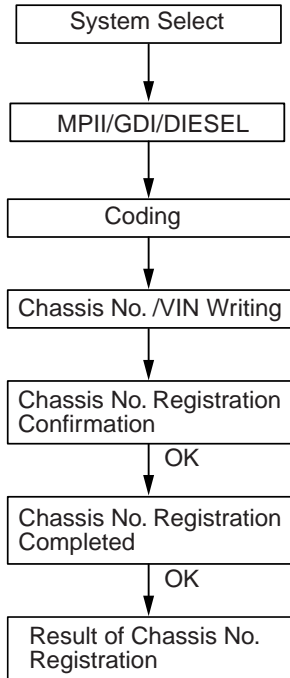 System Select
MPII/GDI/DIESEL
Coding
Chassis No. /VIN Writing
Chassis No. Registration
Confirmation
OK
Chassis No. Registration
Completed
OK
Result of Chassis No.
Registration